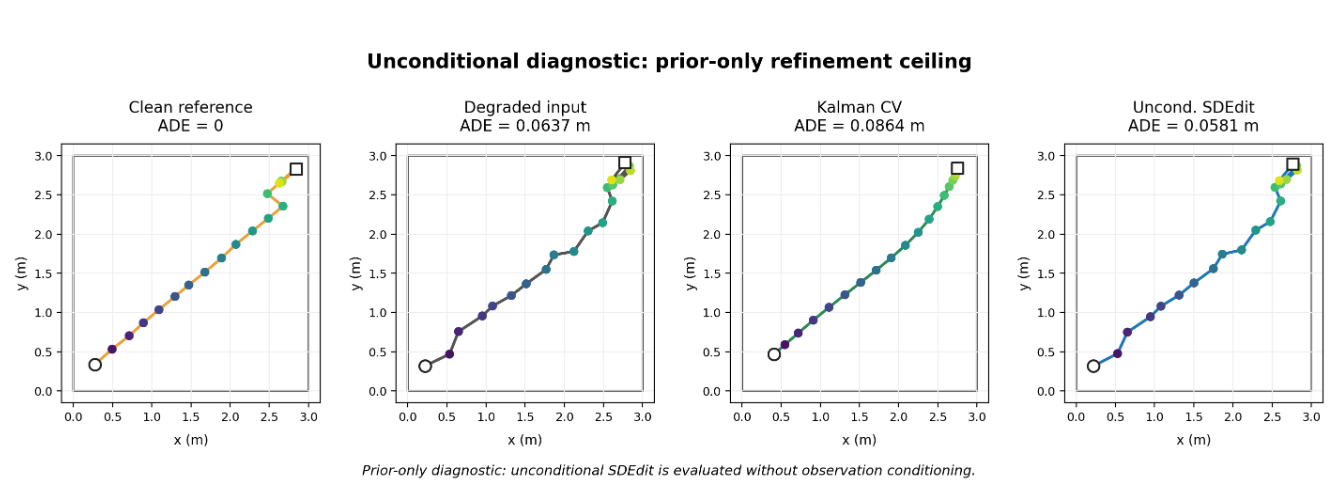 Unconditional diagnostic: prior-only refinement ceiling
Clean reference
ADE = 0
3.0
2.5
2.0
1.5
1.0
0.5
0.0
y (m)
0.0 0.5 1.0 1.5 2.0 2.5 3.0
x (m)
Degraded input
ADE = 0.0637 m
3.0
2.5
2.0
1.5
1.0
0.5
0.0
y (m)
0.0 0.5 1.0 1.5 2.0 2.5 3.0
x (m)
Kalman CV
ADE = 0.0864 m
3.0
2.5
2.0
1.5
1.0
0.5
0.0
y (m)
0.0 0.5 1.0 1.5 2.0 2.5 3.0
x (m)
Uncond. SDEdit
ADE = 0.0581 m
3.0
2.5
2.0
1.5
1.0
0.5
0.0
y (m)
0.0 0.5 1.0 1.5 2.0 2.5 3.0
x (m)
Prior-only diagnostic: unconditional SDEdit is evaluated without observation conditioning.